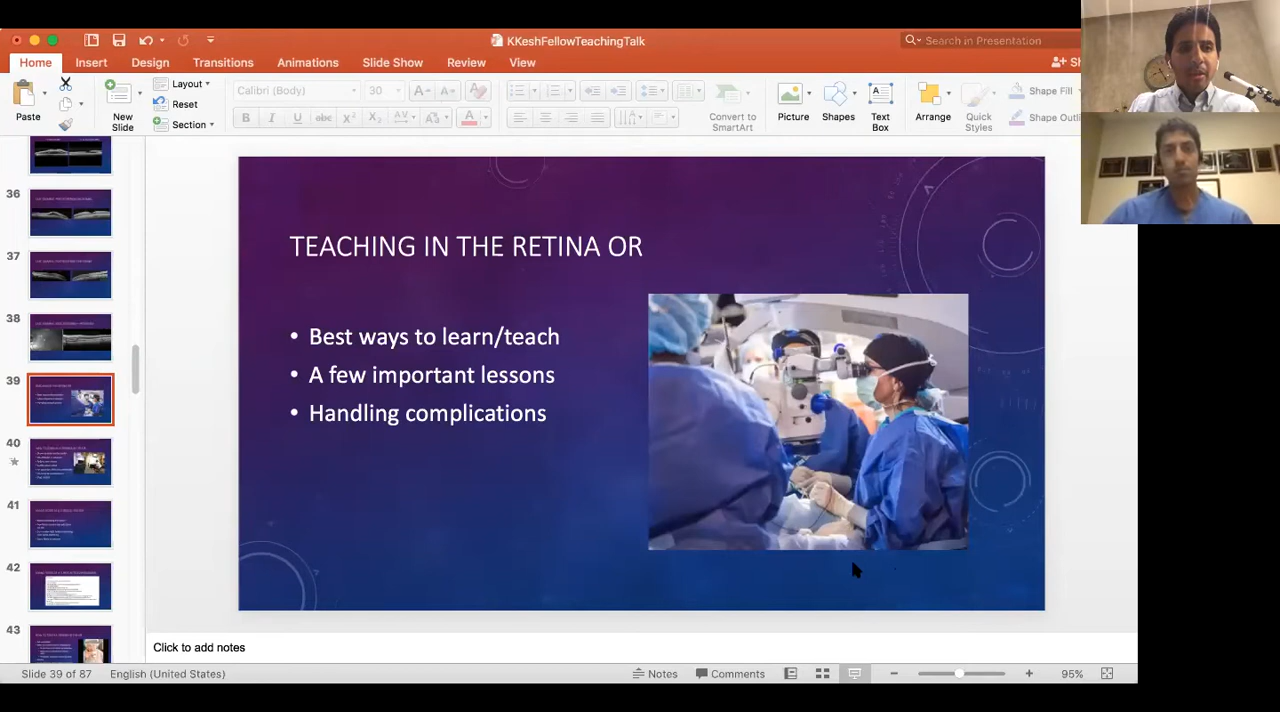 KKeshFellowTeachingTalk
Search in Presentation
Home Insert Design Transitions Animations Slide Show Review View Sh
Paste
New Slide
Layout
Reset
Section
Calibri (Body) 30
Convert to SmartArt
Picture
Shapes
Text Box
Arrange
Quick Styles
Shape Fill
Shape Outl
36
37
38
39
40
41
42
43
TEACHING IN THE RETINA OR
• Best ways to learn/teach
• A few important lessons
• Handling complications
Click to add notes
Slide 39 of 87 English (United States) Notes Comments 95%